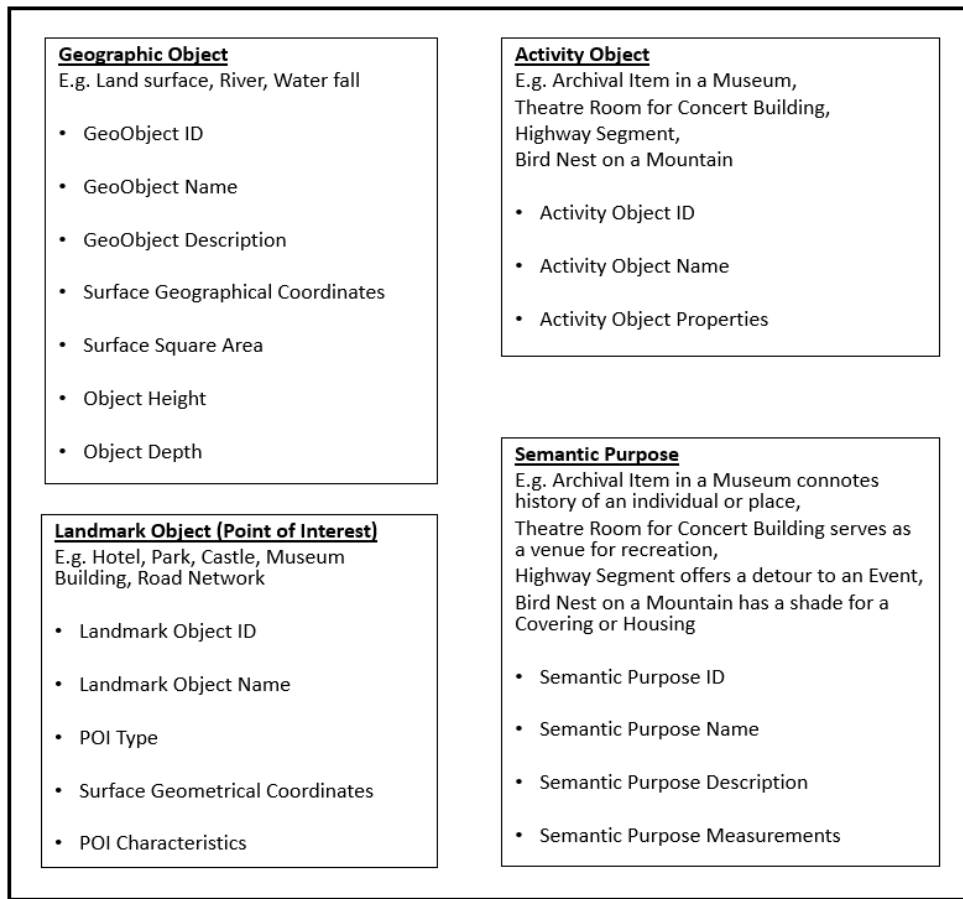 Geographic Object
E.g. Land surface, River, Water fall
• GeoObject ID
• GeoObject Name
• GeoObject Description
• Surface Geographical Coordinates
• Surface Square Area
• Object Height
• Object Depth
Landmark Object (Point of Interest)
E.g. Hotel, Park, Castle, Museum
Building, Road Network
• Landmark Object ID
• Landmark Object Name
• POI Type
• Surface Geometrical Coordinates
• POI Characteristics
Activity Object
E.g. Archival Item in a Museum,
Theatre Room for Concert Building,
Highway Segment,
Bird Nest on a Mountain
• Activity Object ID
• Activity Object Name
• Activity Object Properties
Semantic Purpose
E.g. Archival Item in a Museum connotes
history of an individual or place,
Theatre Room for Concert Building serves as
a venue for recreation,
Highway Segment offers a detour to an Event,
Bird Nest on a Mountain has a shade for a
Covering or Housing
• Semantic Purpose ID
• Semantic Purpose Name
• Semantic Purpose Description
• Semantic Purpose Measurements